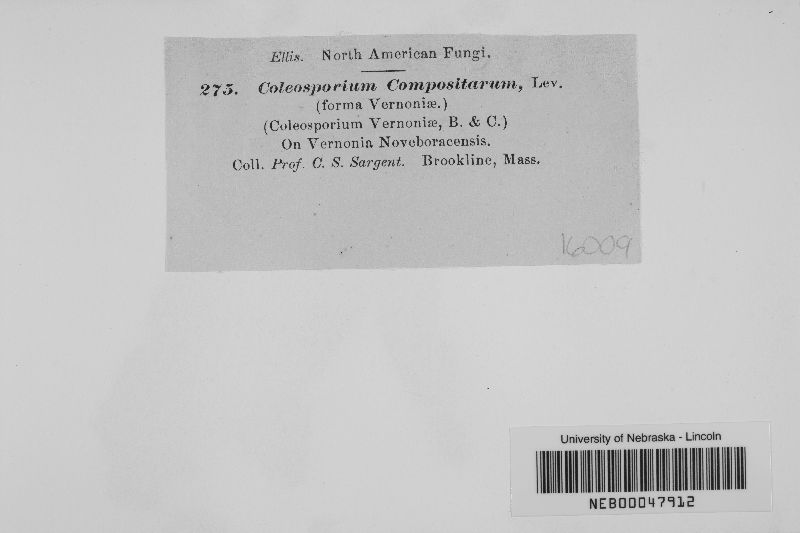 Ellis. North American Fungi.
275. Coleosporium Compositarum, Lev.
(forma Vernoniæ.)
(Coleosporium Vernoniæ, B. & C.)
On Vernonia Noveboracensis.
Coll. Prof. C. S. Sargent. Brookline, Mass.
16009
University of Nebraska - Lincoln
NEB00047912